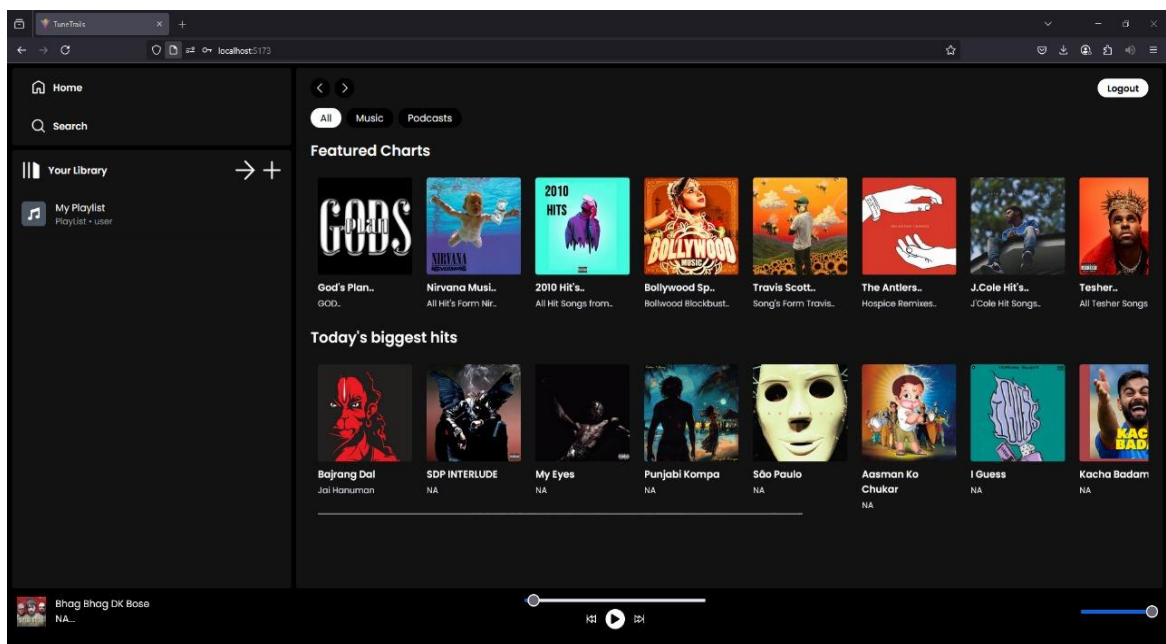 TuneTrails
localhost:5173
Home
Search
Your Library
My Playlist
PlayList • user
Logout
All Music Podcasts
Featured Charts
GODS
plan
NIRVANA
2010
HITS
BOLLYWOOD
MUSIC
God's Plan.. Nirvana Musi.. 2010 Hit's.. Bollywood Sp.. Travis Scott.. The Antlers.. J.Cole Hit's.. Tesher..
GOD.. All Hit's Form Nir.. All Hit Songs from.. Bollwood Blockbust.. Song's Form Travis.. Hospice Remixes.. J'Cole Hit Songs.. All Tesher Songs
Today's biggest hits
KAC
BAD
Bajrang Dal SDP INTERLUDE My Eyes Punjabi Kompa São Paulo Aasman Ko Chukar I Guess Kacha Badam
Jai Hanuman NA NA NA NA NA NA NA
Bhag Bhag DK Bose
NA...